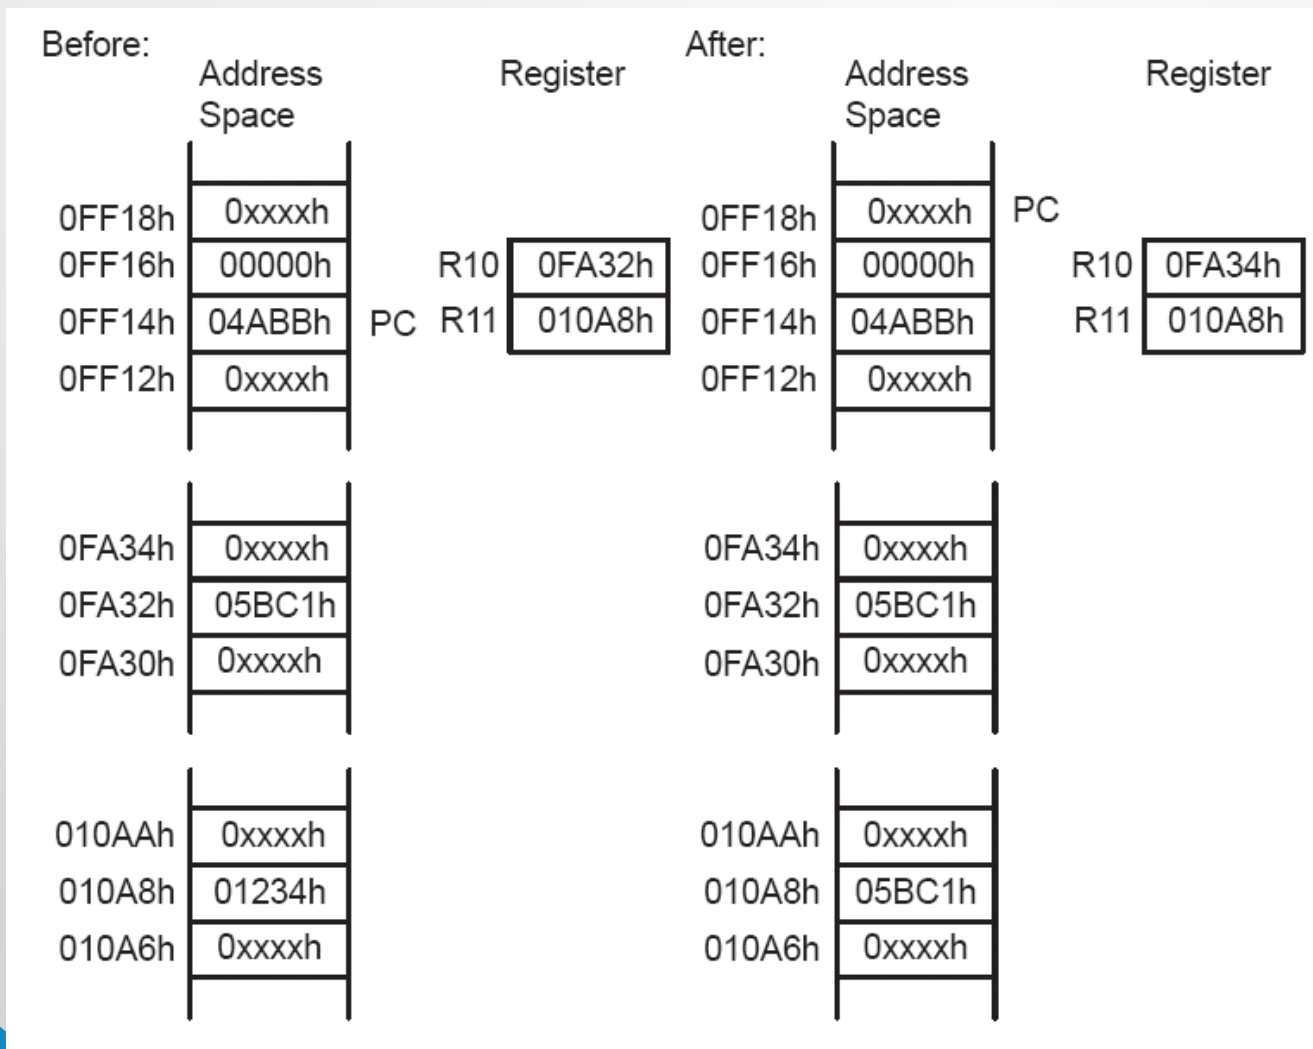 Before:
Address
Space
Register
0FF18h 0xxxxh
0FF16h 00000h R10 0FA32h
0FF14h 04ABBh PC R11 010A8h
0FF12h 0xxxxh
0FA34h 0xxxxh
0FA32h 05BC1h
0FA30h 0xxxxh
010AAh 0xxxxh
010A8h 01234h
010A6h 0xxxxh
After:
Address
Space
Register
0FF18h 0xxxxh PC
0FF16h 00000h R10 0FA34h
0FF14h 04ABBh R11 010A8h
0FF12h 0xxxxh
0FA34h 0xxxxh
0FA32h 05BC1h
0FA30h 0xxxxh
010AAh 0xxxxh
010A8h 05BC1h
010A6h 0xxxxh